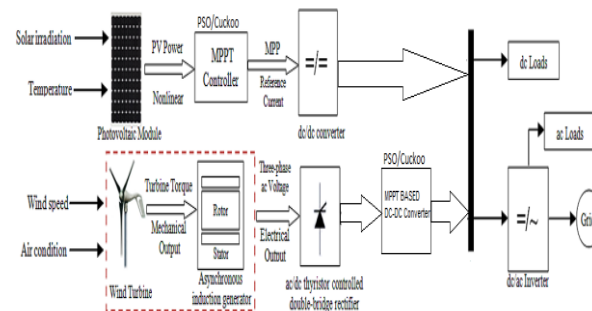 PSO/Cuckoo
Solar irradiation
PV Power
MPP
MPPT
Controller
=/=
dc Loads
Temperature
Nonlinear
Reference
Current
Photovoltaic Module
dc/dc converter
ac Loads
PSO/Cuckoo
Three-phase
ac Voltage
Wind speed
Turbine Torque
Rotor
MPPT BASED
DC-DC Converter
=/~
Grid
Mechanical
Output
Electrical
Output
Air condition
Stator
Wind Turbine
Asynchronous
induction generator
ac/dc thyristor controlled
double-bridge rectifier
dc/ac Inverter